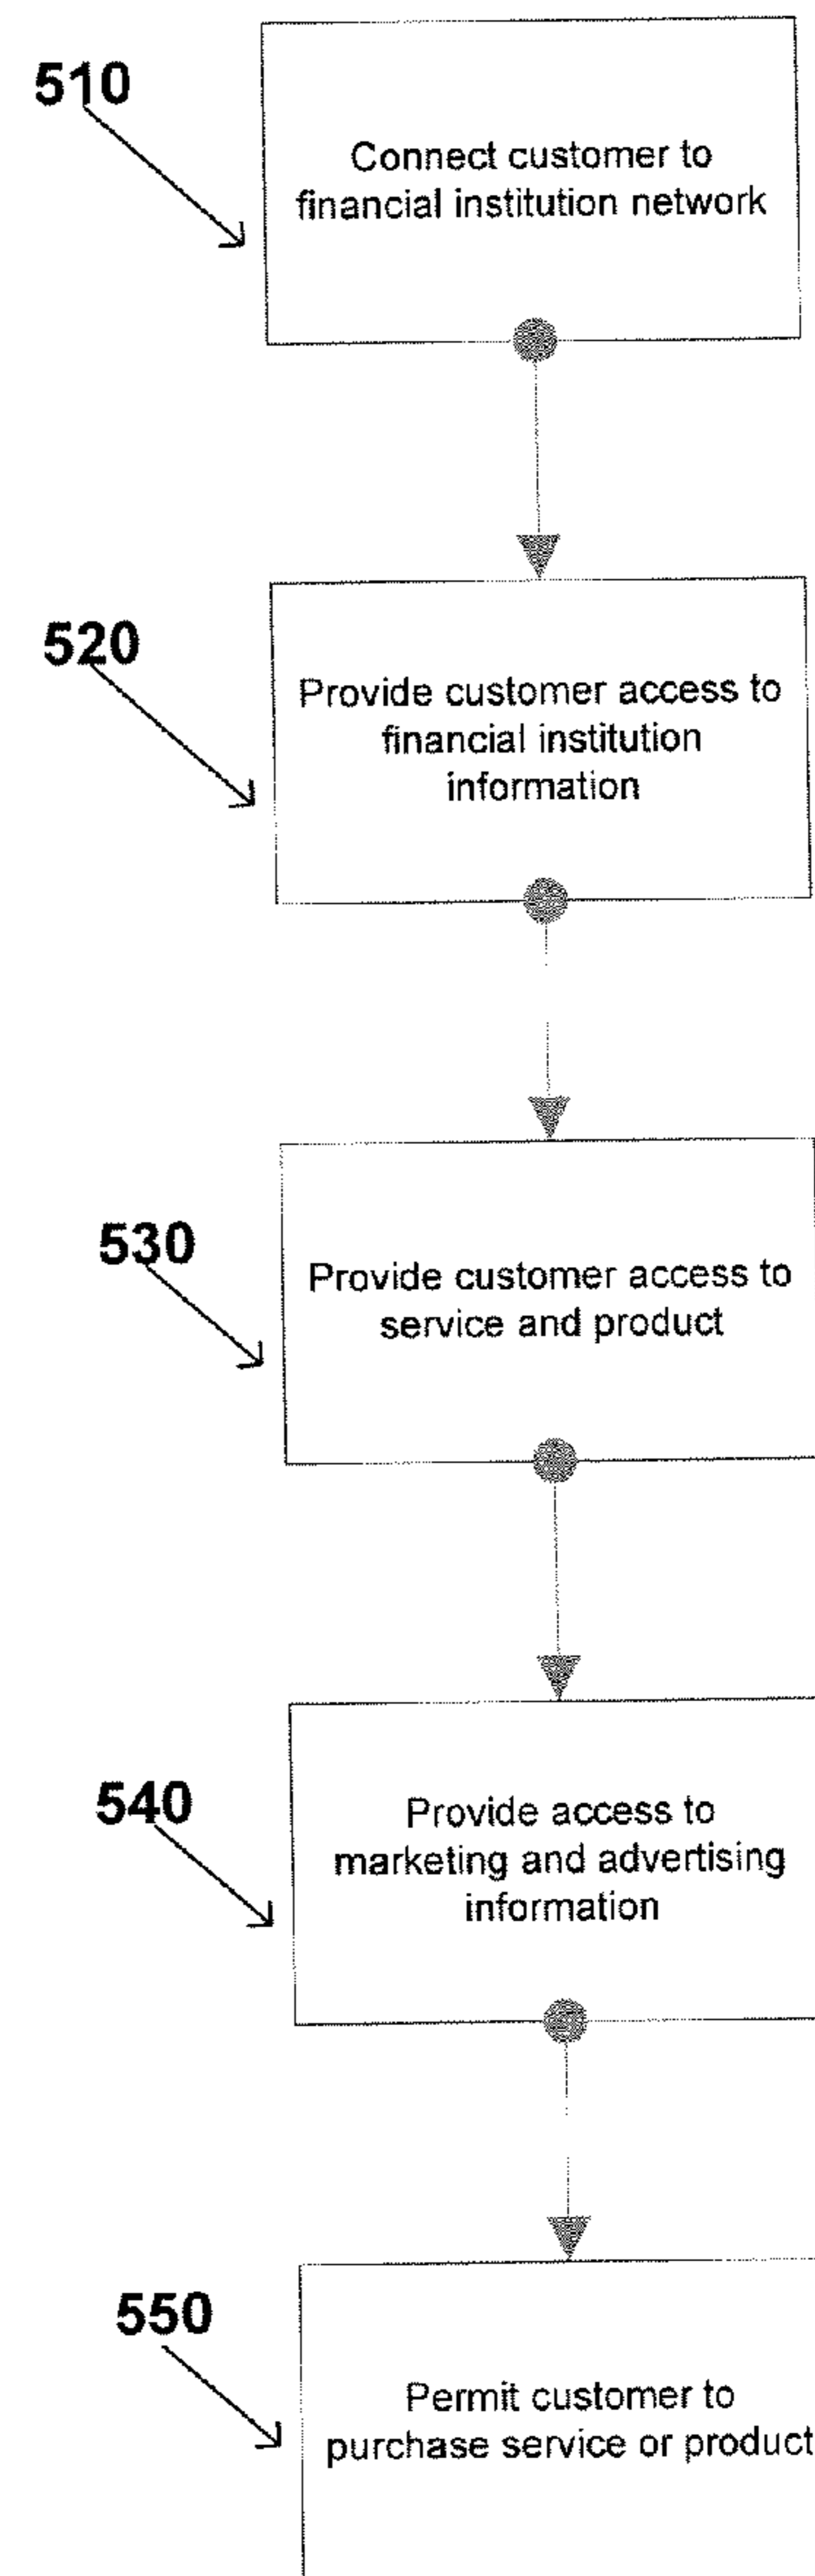 510
Connect customer to
financial institution network
520
Provide customer access to
financial institution
information
530
Provide customer access to
service and product
540
Provide access to
marketing and advertising
information
550
Permit customer to
purchase service or product